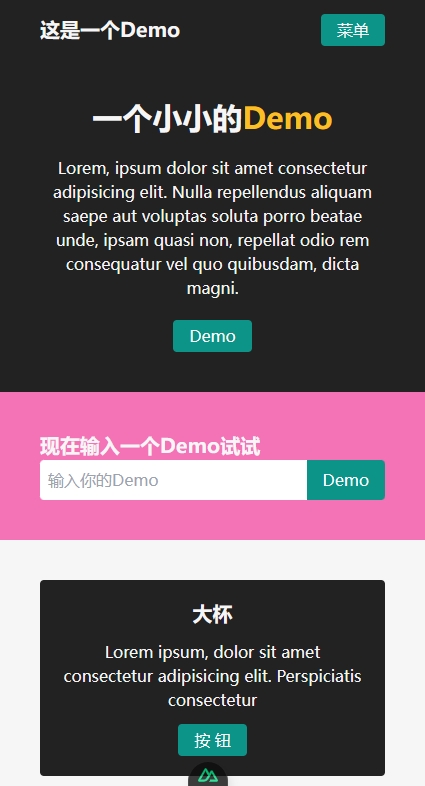 这是一个Demo
菜单
一个小小的Demo
Lorem, ipsum dolor sit amet consectetur
adipisicing elit. Nulla repellendus aliquam
saepe aut voluptas soluta porro beatae
unde, ipsam quasi non, repellat odio rem
consequatur vel quo quibusdam, dicta
magni.
Demo
现在输入一个Demo试试
输入你的Demo
Demo
大杯
Lorem ipsum, dolor sit amet
consectetur adipisicing elit. Perspiciatis
consectetur
按 钮